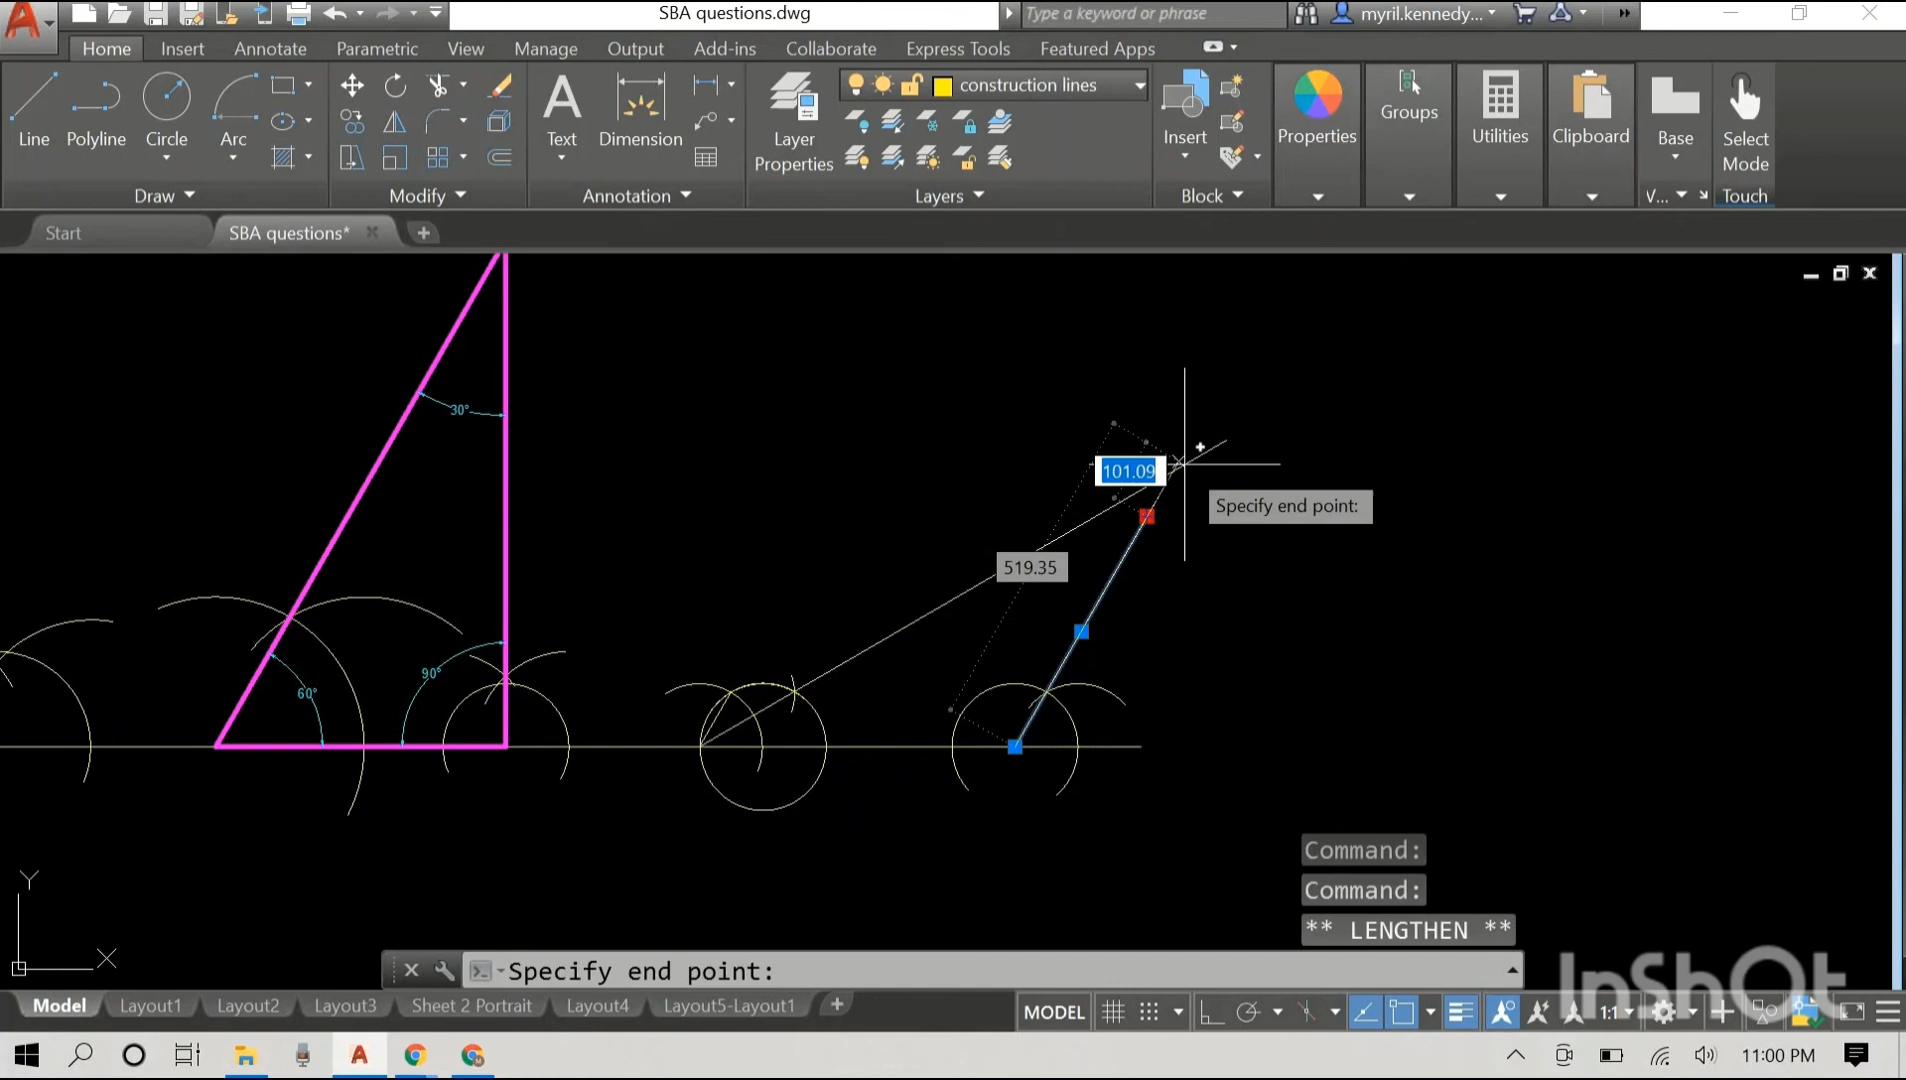 SBA questions.dwg
Type a keyword or phrase
myril.kennedy...
Home Insert Annotate Parametric View Manage Output Add-ins Collaborate Express Tools Featured Apps
Line Polyline Circle Arc
Draw
Modify
Text Dimension
Annotation
construction lines
Layer Properties
Layers
Insert
Block
Properties
Groups
Utilities
Clipboard
Base
V...
Select Mode
Touch
Start
SBA questions*
+
30°
101.09
Specify end point:
519.35
60°
90°
Y
X
Command:
Command:
** LENGTHEN **
Specify end point:
InShOt
Model Layout1 Layout2 Layout3 Sheet 2 Portrait Layout4 Layout5-Layout1 +
MODEL
1:1
11:00 PM